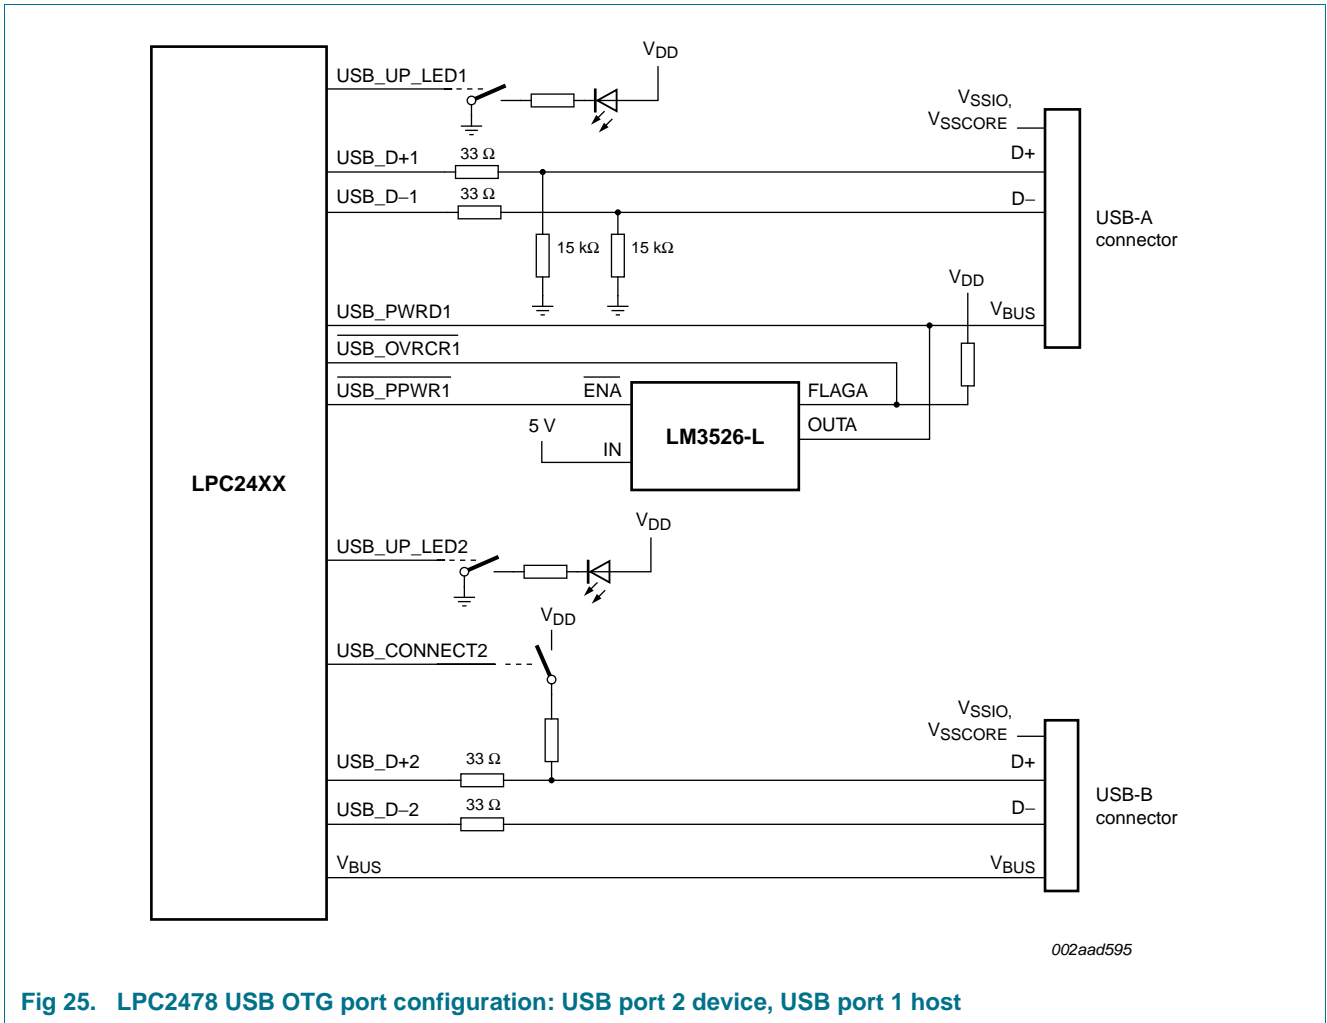 VDD
USB_UP_LED1
VSSIO,
VSSCORE
USB_D+1
33 Ω
D+
USB_D−1
33 Ω
D−
USB-A
connector
15 kΩ
15 kΩ
VDD
USB_PWRD1
VBUS
USB_OVRCR1
USB_PPWR1
ENA
FLAGA
5 V
OUTA
LM3526-L
IN
LPC24XX
VDD
USB_UP_LED2
VDD
USB_CONNECT2
VSSIO,
VSSCORE
USB_D+2
33 Ω
D+
USB_D−2
33 Ω
D−
USB-B
connector
VBUS
VBUS
002aad595
Fig 25. LPC2478 USB OTG port configuration: USB port 2 device, USB port 1 host